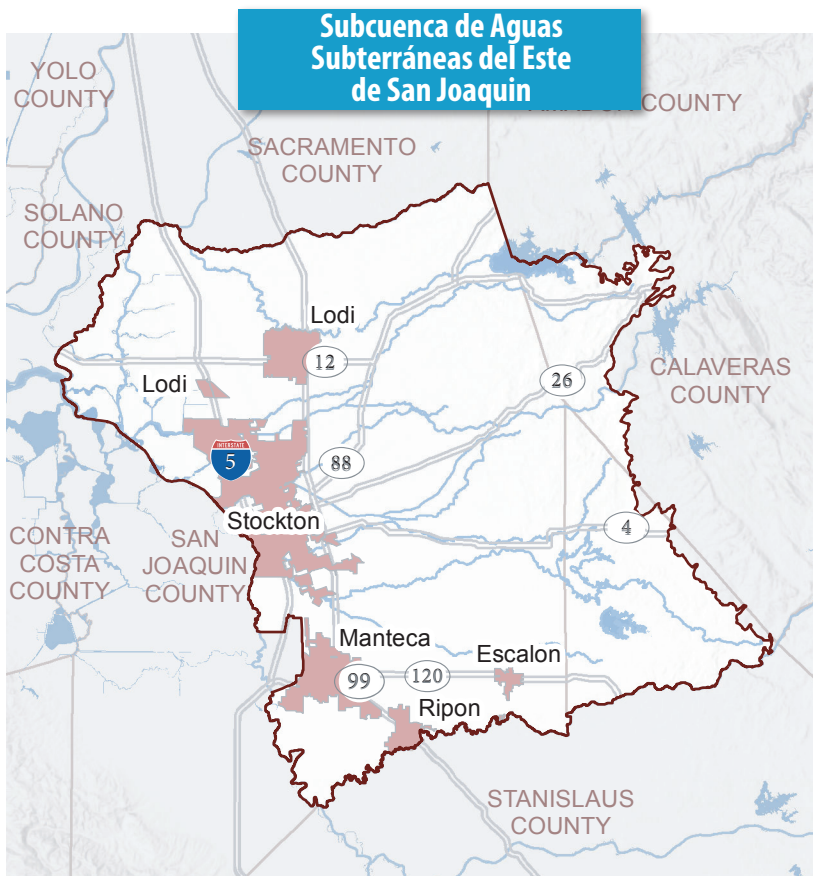 Subcuenca de Aguas
Subterráneas del Este
de San Joaquin
YOLO
COUNTY
COUNTY
SACRAMENTO
COUNTY
SOLANO
COUNTY
Lodi
12
Lodi
26
CALAVERAS
COUNTY
INTERSTATE
5
88
Stockton
4
CONTRA
COSTA
COUNTY
SAN
JOAQUIN
COUNTY
Manteca
Escalon
99
120
Ripon
STANISLAUS
COUNTY